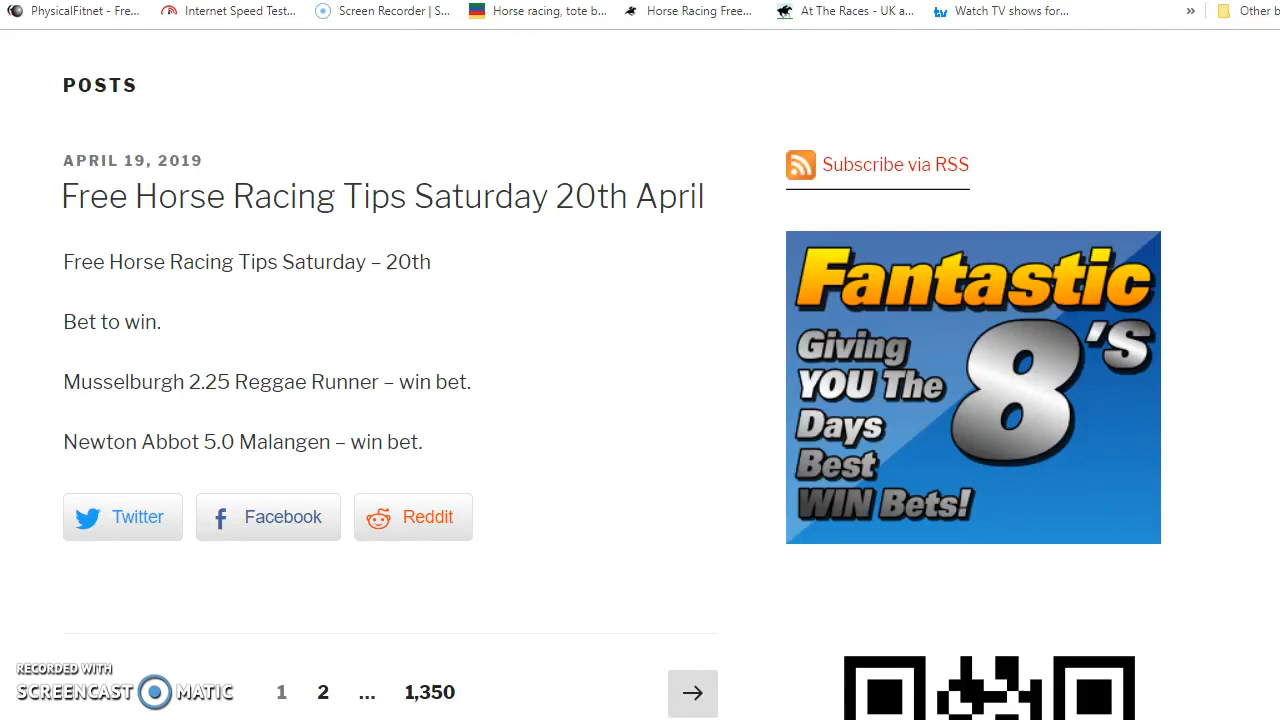 PhysicalFitnet - Fre...
Internet Speed Test...
Screen Recorder | S...
Horse racing, tote b...
Horse Racing Free...
At The Races - UK a...
Watch TV shows for...
»
Other b
POSTS
APRIL 19, 2019
Free Horse Racing Tips Saturday 20th April
Free Horse Racing Tips Saturday – 20th
Bet to win.
Musselburgh 2.25 Reggae Runner – win bet.
Newton Abbot 5.0 Malangen – win bet.
Twitter
Facebook
Reddit
Subscribe via RSS
Fantastic
8's
Giving
YOU The
Days
Best
WIN Bets!
RECORDED WITH
SCREENCAST MATIC
1 2 ... 1,350 →